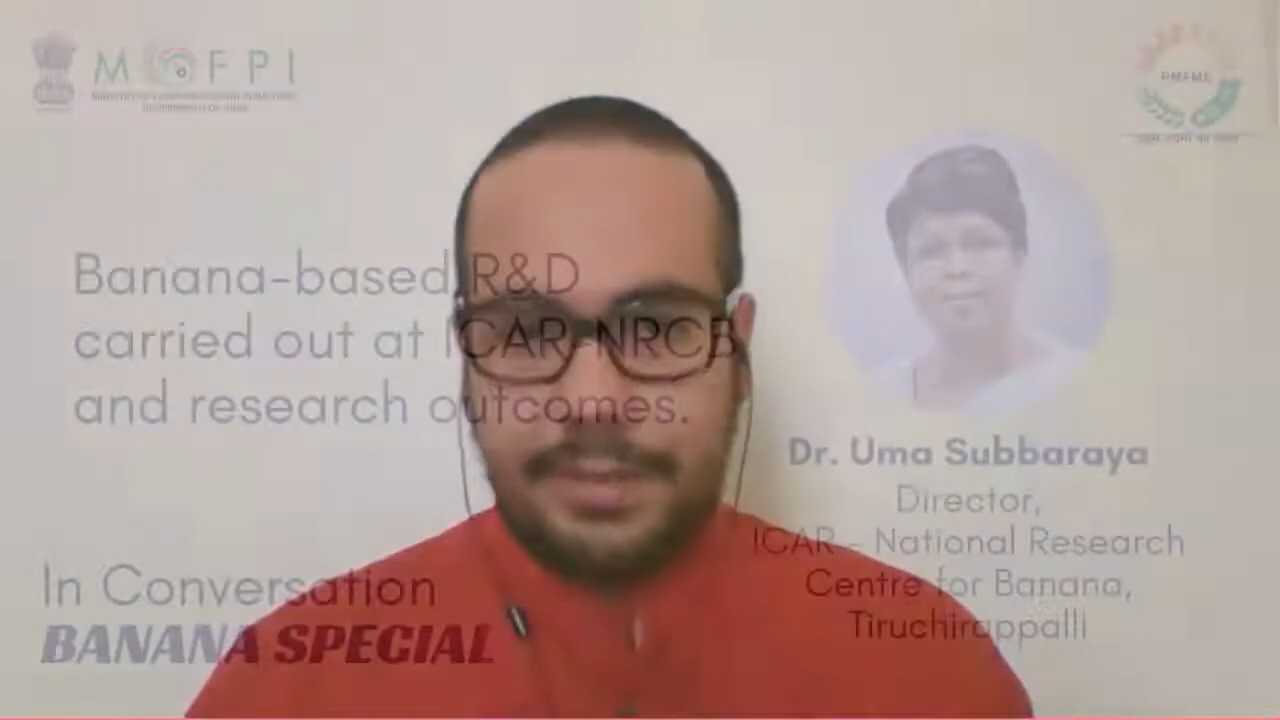 MOFPI
PMFME
Banana-based R&D
carried out at ICAR-NRCB
and research outcomes.
Dr. Uma Subbaraya
Director,
ICAR - National Research
Centre for Banana,
Tiruchirappalli
In Conversation
BANANA SPECIAL